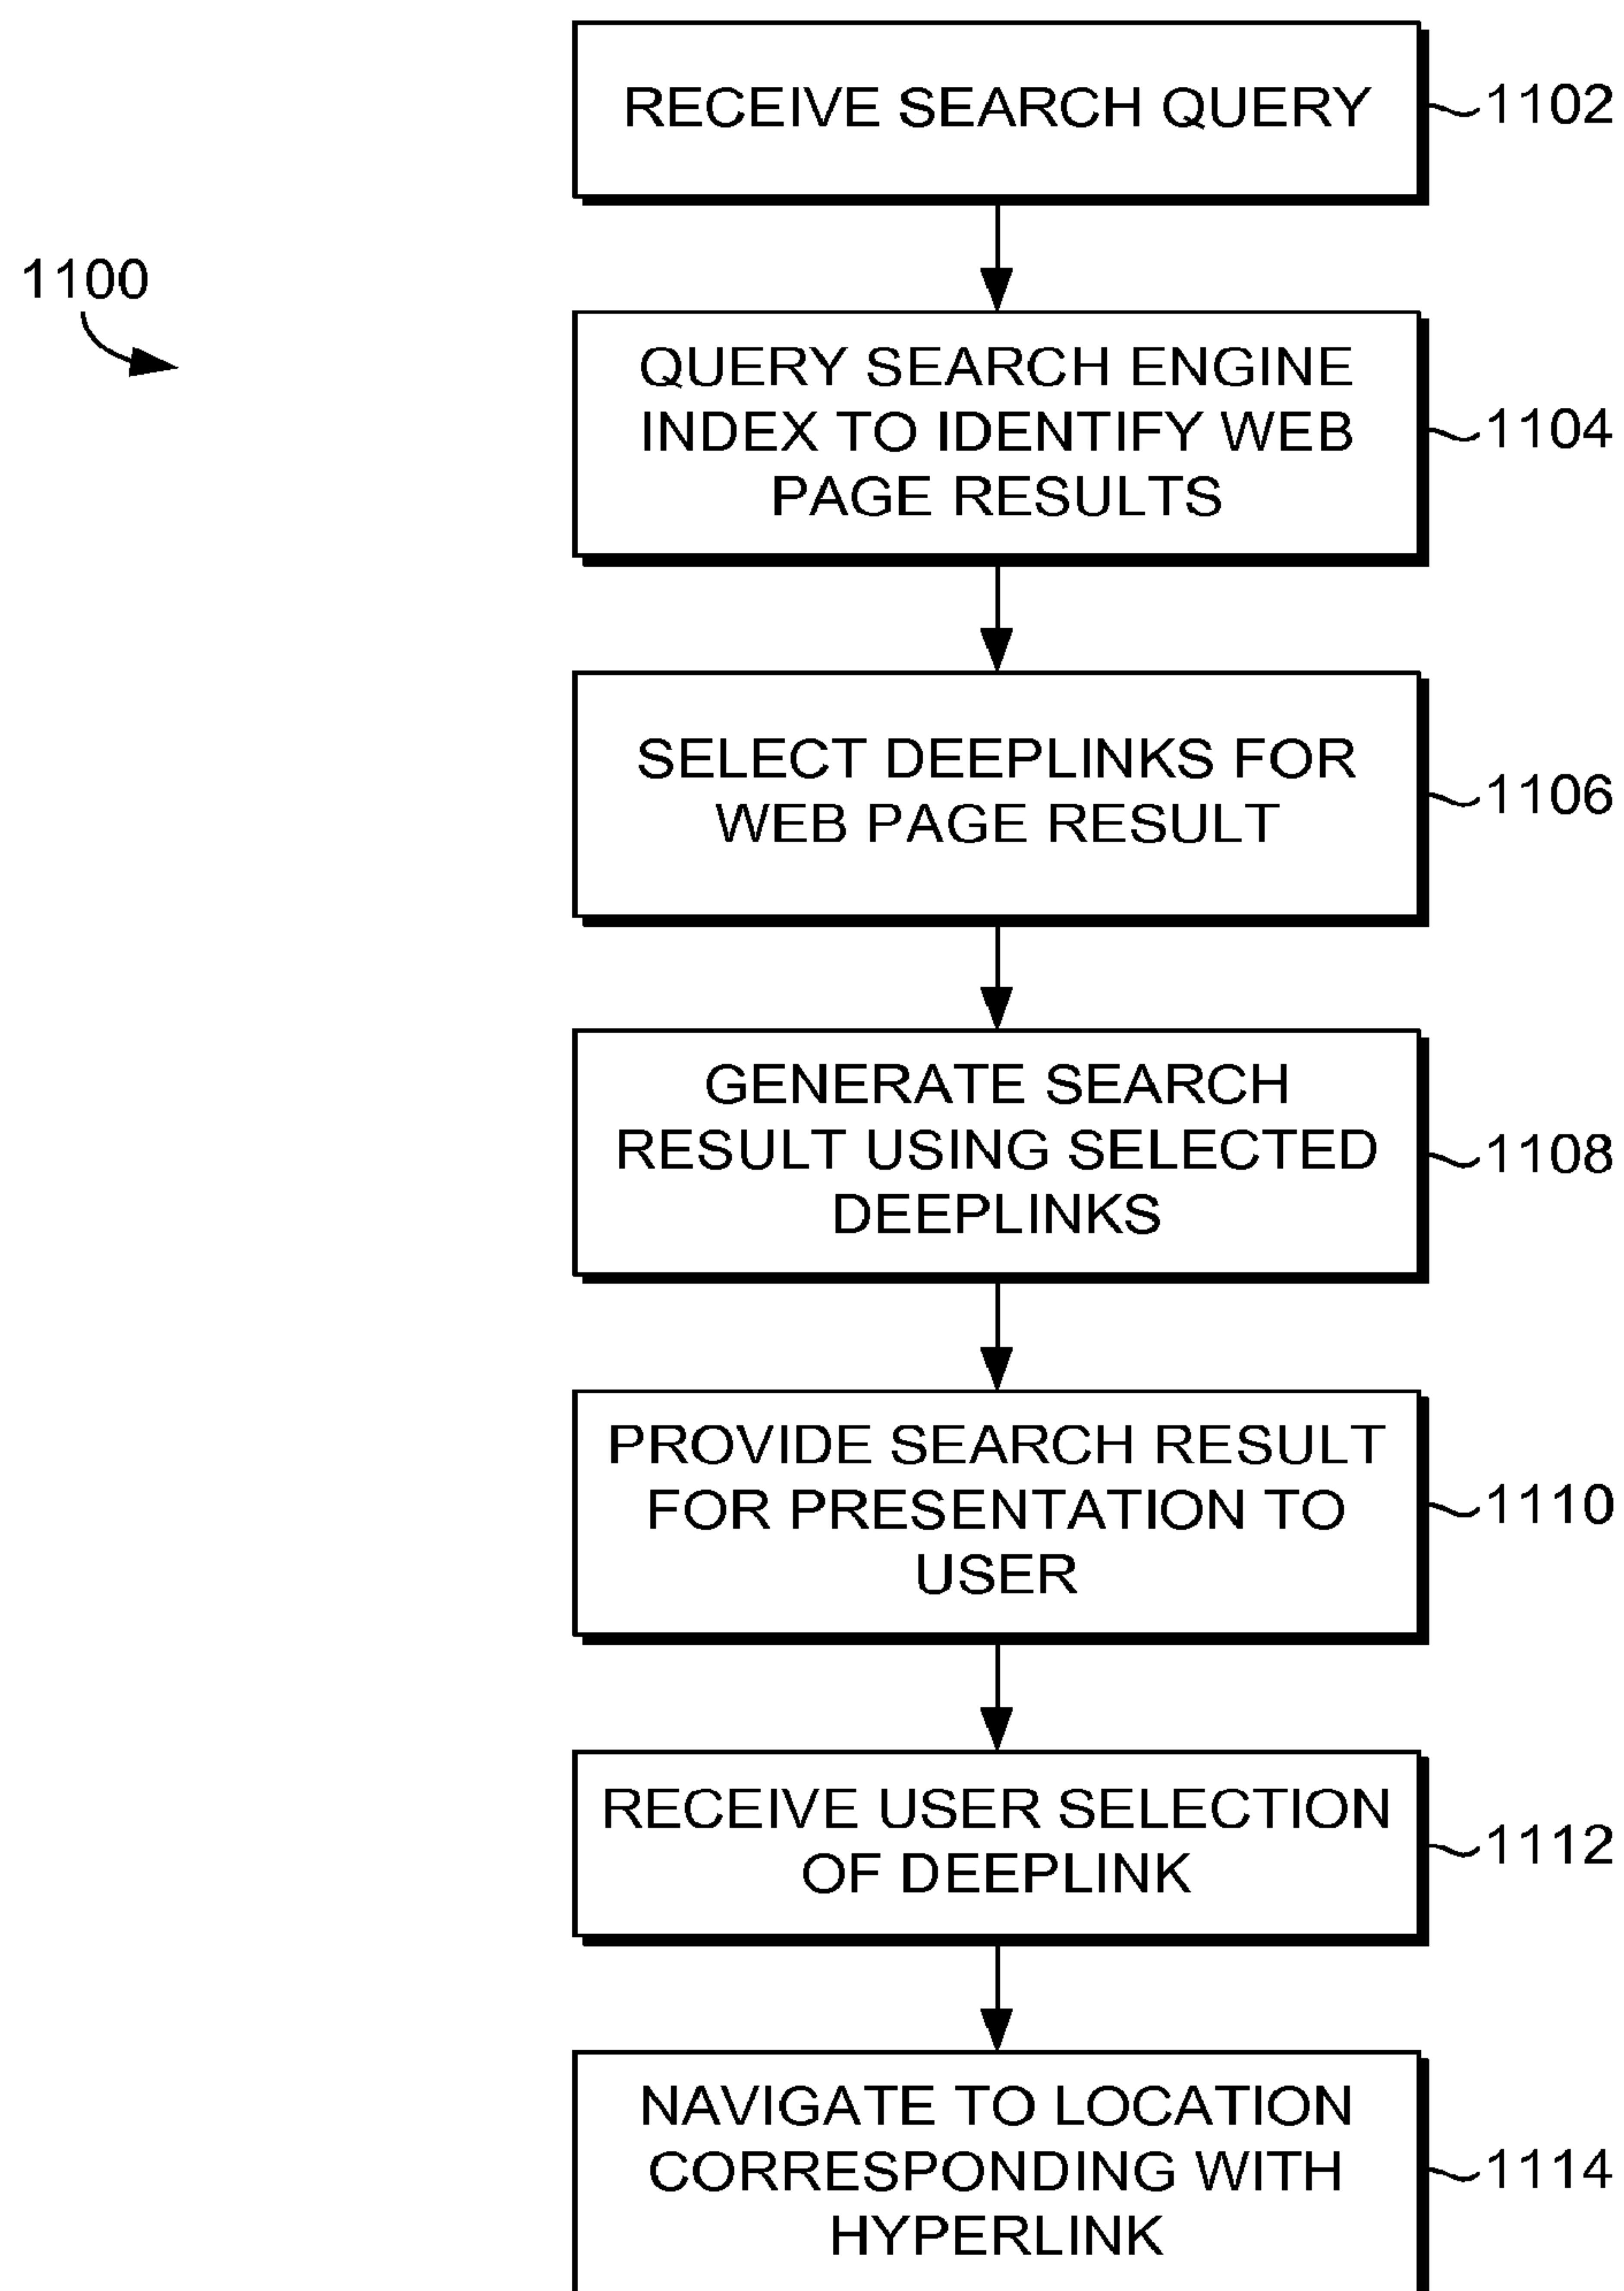 RECEIVE SEARCH QUERY
1102
1100
QUERY SEARCH ENGINE
INDEX TO IDENTIFY WEB
PAGE RESULTS
1104
SELECT DEEPLINKS FOR
WEB PAGE RESULT
1106
GENERATE SEARCH
RESULT USING SELECTED
DEEPLINKS
1108
PROVIDE SEARCH RESULT
FOR PRESENTATION TO
USER
1110
RECEIVE USER SELECTION
OF DEEPLINK
1112
NAVIGATE TO LOCATION
CORRESPONDING WITH
HYPERLINK
1114